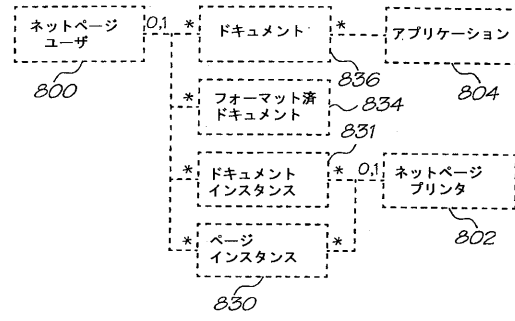 ネットページ
ユーザ
0,1
*
ドキュメント
*
アプリケーション
800
836
804
*
フォーマット済
ドキュメント
834
831
*
ドキュメント
インスタンス
*
0,1
ネットページ
プリンタ
802
*
ページ
インスタンス
*
830